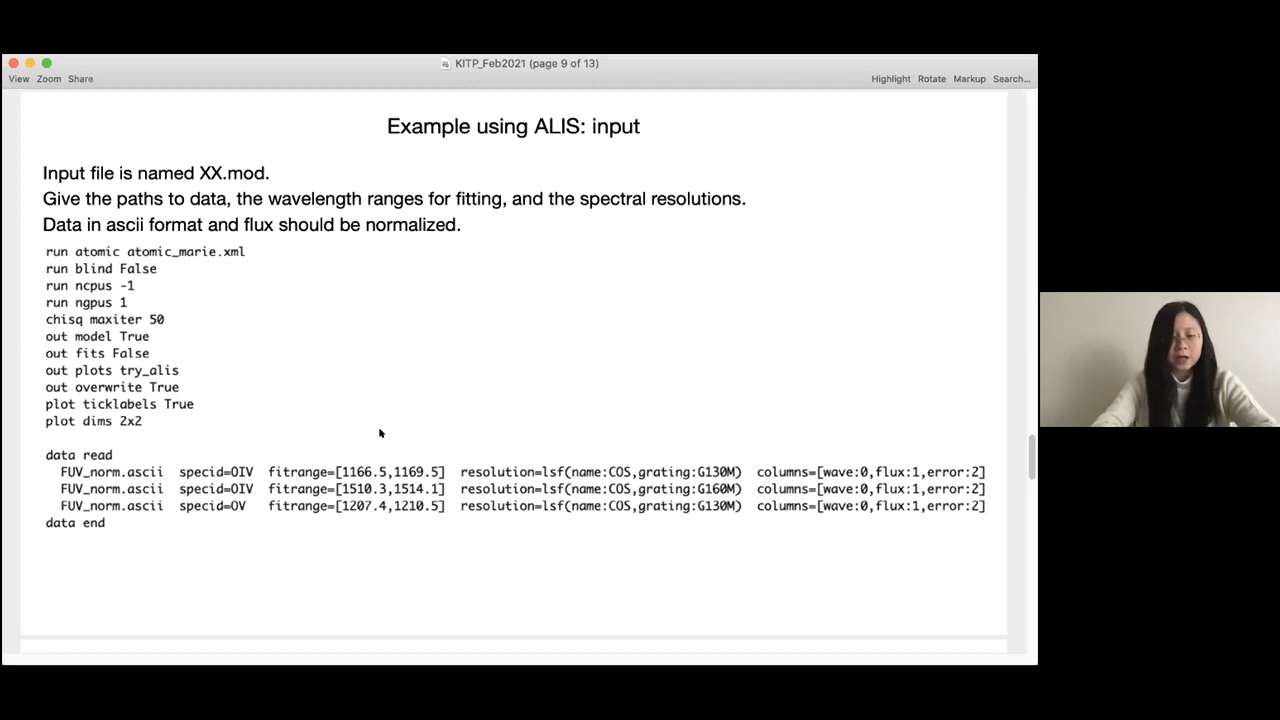 KITP_Feb2021 (page 9 of 13)
View Zoom Share Highlight Rotate Markup Search...
Example using ALIS: input
Input file is named XX.mod.
Give the paths to data, the wavelength ranges for fitting, and the spectral resolutions.
Data in ascii format and flux should be normalized.
run atomic atomic_marie.xml
run blind False
run ncpus -1
run ngpus 1
chisq maxiter 50
out model True
out fits False
out plots try_alis
out overwrite True
plot ticklabels True
plot dims 2x2
data read
FUV_norm.ascii specid=OIV fitrange=[1166.5,1169.5] resolution=lsf(name:COS,grating:G130M) columns=[wave:0,flux:1,error:2]
FUV_norm.ascii specid=OIV fitrange=[1510.3,1514.1] resolution=lsf(name:COS,grating:G160M) columns=[wave:0,flux:1,error:2]
FUV_norm.ascii specid=OV fitrange=[1207.4,1210.5] resolution=lsf(name:COS,grating:G130M) columns=[wave:0,flux:1,error:2]
data end